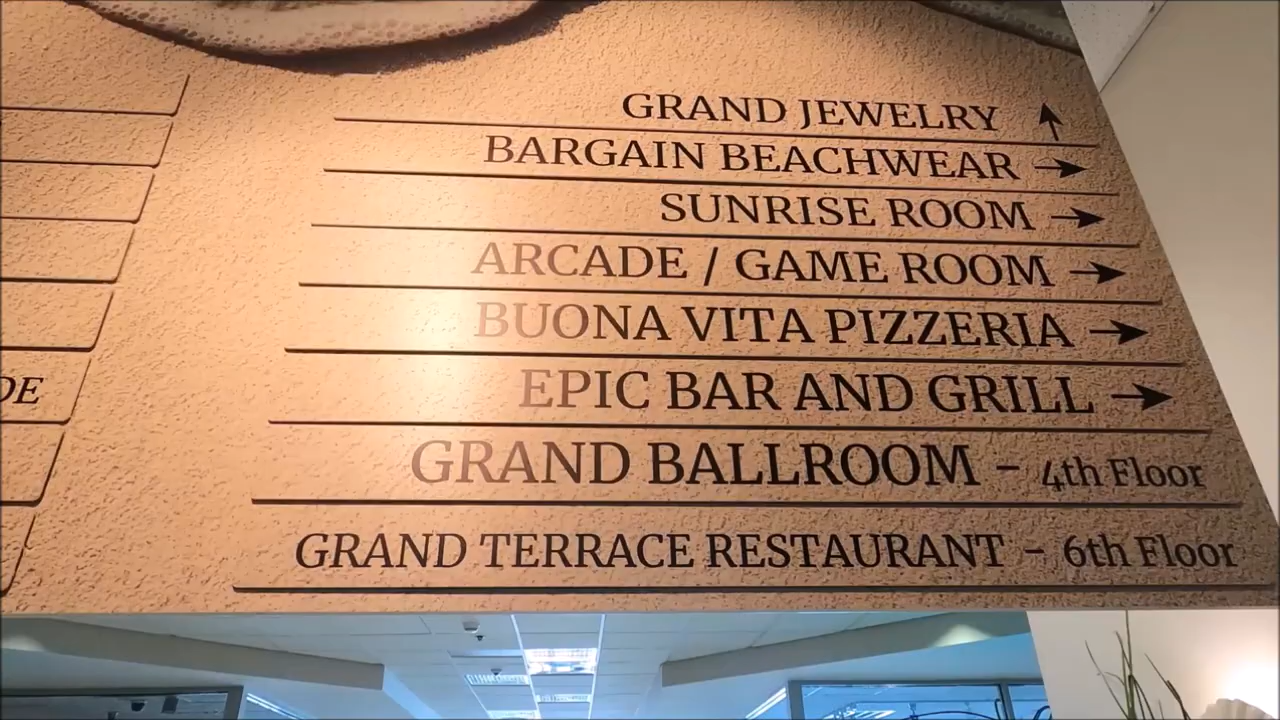 GRAND JEWELRY ↑
BARGAIN BEACHWEAR →
SUNRISE ROOM →
ARCADE / GAME ROOM →
BUONA VITA PIZZERIA →
EPIC BAR AND GRILL →
GRAND BALLROOM – 4th Floor
GRAND TERRACE RESTAURANT – 6th Floor